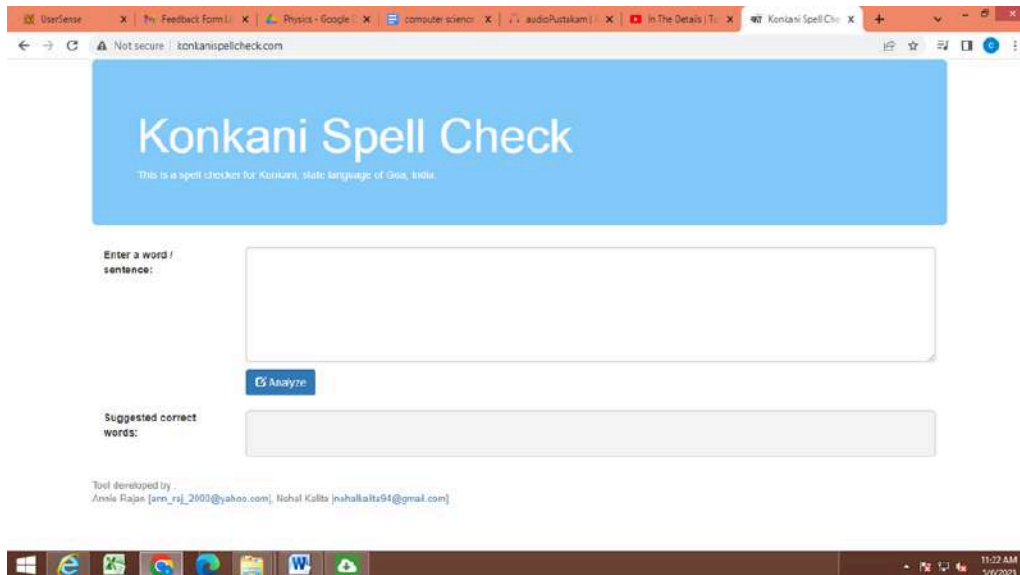 UserSense
Feedback Form
Physics - Google
computer science
audioPustakam |
In The Details | T
Konkani Spell Che
Not secure | konkanispellcheck.com
Konkani Spell Check
This is a spell checker for Konkani, state language of Goa, India.
Enter a word /
sentence:
Analyze
Suggested correct
words:
Tool developed by
Annie Rajan [ann_raj_2000@yahoo.com], Nehal Kalita [nehalkalita94@gmail.com]
11:22 AM